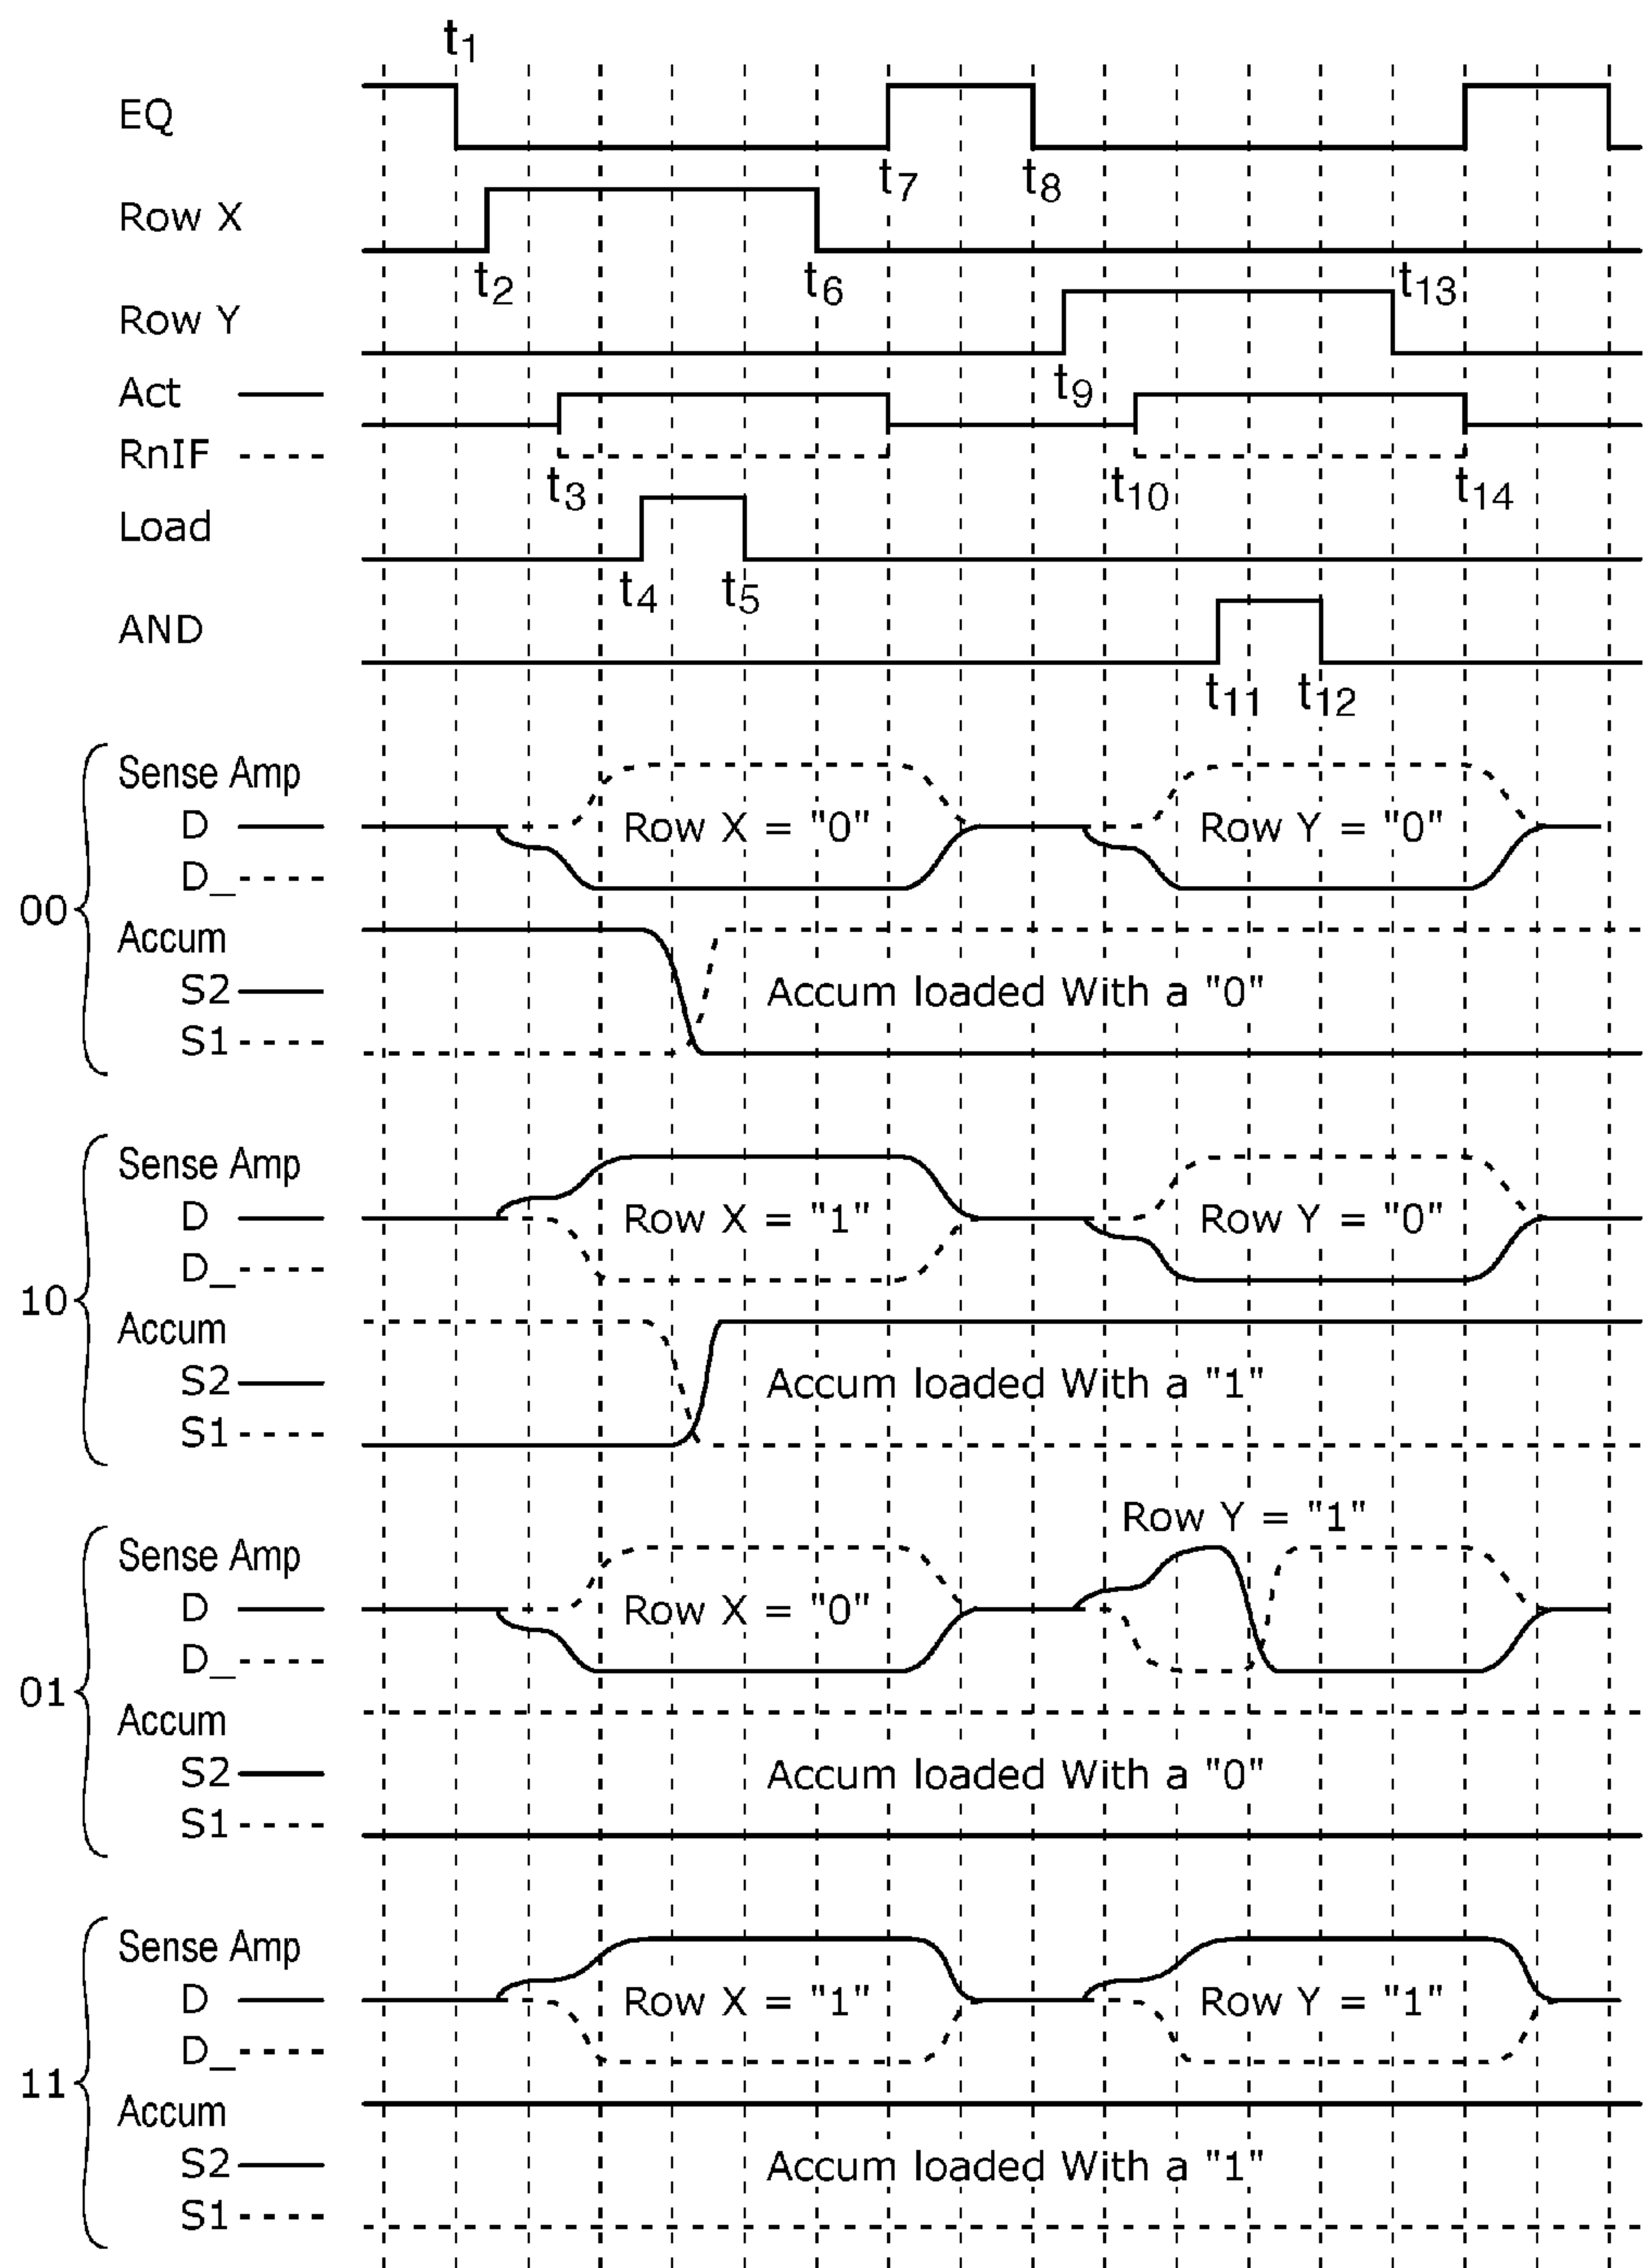 t1
EQ
t7 t8
Row X
t2 t6 t13
Row Y
t9
Act
RnIF
t3 t10 t14
Load
t4 t5
AND
t11 t12
00
Sense Amp
D Row X = "0" Row Y = "0"
D_
Accum
S2 Accum loaded With a "0"
S1
10
Sense Amp
D Row X = "1" Row Y = "0"
D_
Accum
S2 Accum loaded With a "1"
S1
01
Row Y = "1"
Sense Amp
D Row X = "0"
D_
Accum
S2 Accum loaded With a "0"
S1
11
Sense Amp
D Row X = "1" Row Y = "1"
D_
Accum
S2 Accum loaded With a "1"
S1